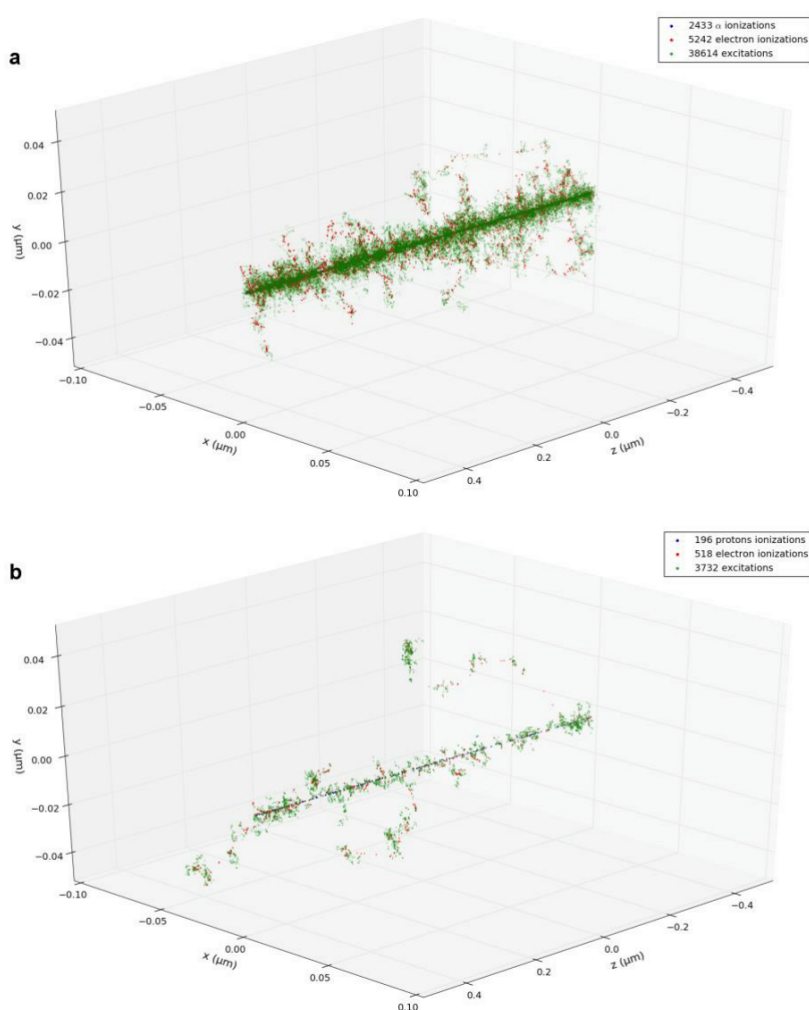 a
2433 α ionizations
5242 electron ionizations
38614 excitations
0.04
0.02
0.00
−0.02
−0.04
y (μm)
−0.10
−0.05
0.00
0.05
0.10
x (μm)
0.4
0.2
0.0
−0.2
−0.4
z (μm)
b
196 protons ionizations
518 electron ionizations
3732 excitations
0.04
0.02
0.00
−0.02
−0.04
y (μm)
−0.10
−0.05
0.00
0.05
0.10
x (μm)
0.4
0.2
0.0
−0.2
−0.4
z (μm)